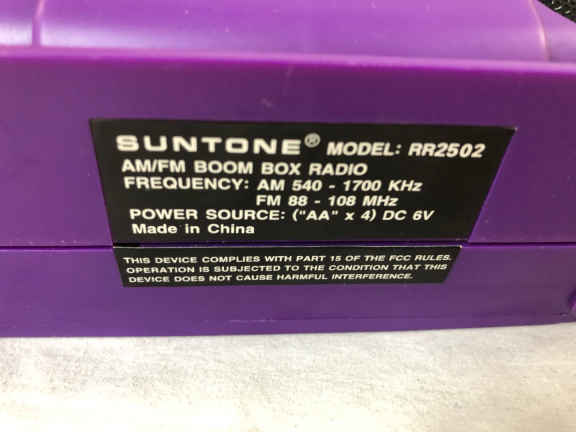 SUNTONE® MODEL: RR2502
AM/FM BOOM BOX RADIO
FREQUENCY: AM 540 - 1700 KHz
FM 88 - 108 MHz
POWER SOURCE: ("AA" x 4) DC 6V
Made in China
THIS DEVICE COMPLIES WITH PART 15 OF THE FCC RULES.
OPERATION IS SUBJECTED TO THE CONDITION THAT THIS
DEVICE DOES NOT CAUSE HARMFUL INTERFERENCE.